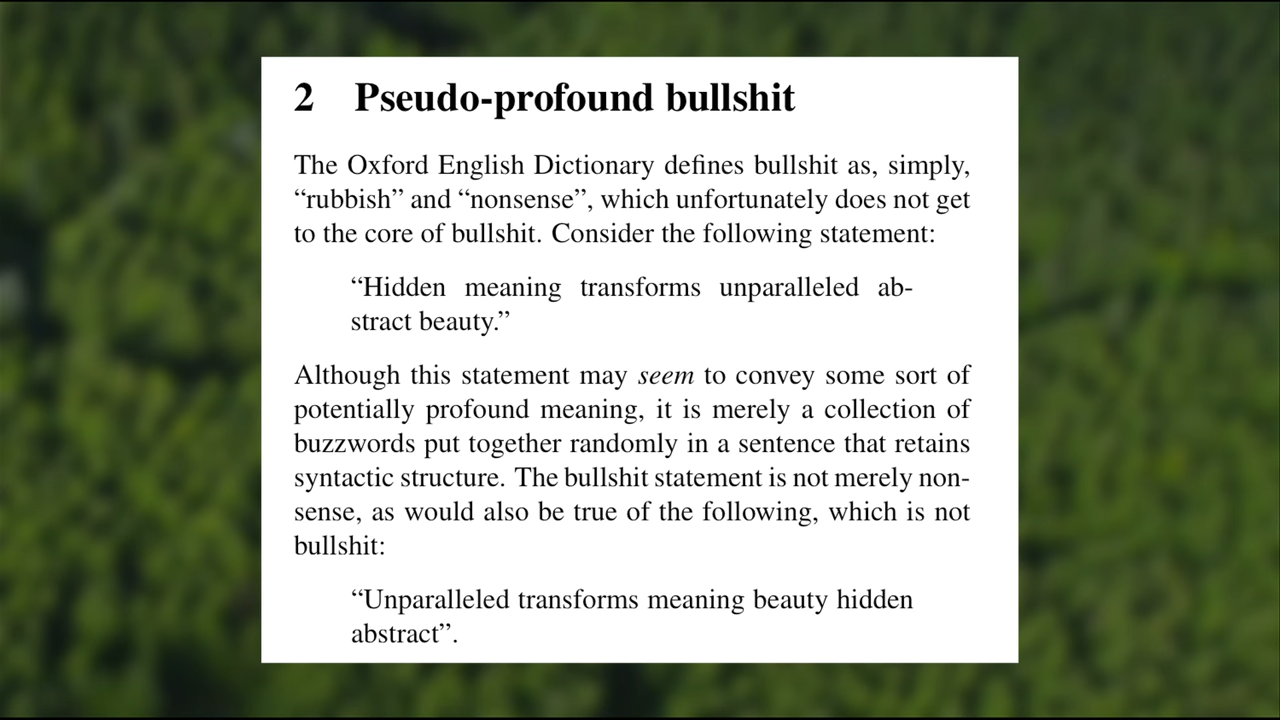 2 Pseudo-profound bullshit
The Oxford English Dictionary defines bullshit as, simply,
“rubbish” and “nonsense”, which unfortunately does not get
to the core of bullshit. Consider the following statement:
“Hidden meaning transforms unparalleled ab-
stract beauty.”
Although this statement may seem to convey some sort of
potentially profound meaning, it is merely a collection of
buzzwords put together randomly in a sentence that retains
syntactic structure. The bullshit statement is not merely non-
sense, as would also be true of the following, which is not
bullshit:
“Unparalleled transforms meaning beauty hidden
abstract”.